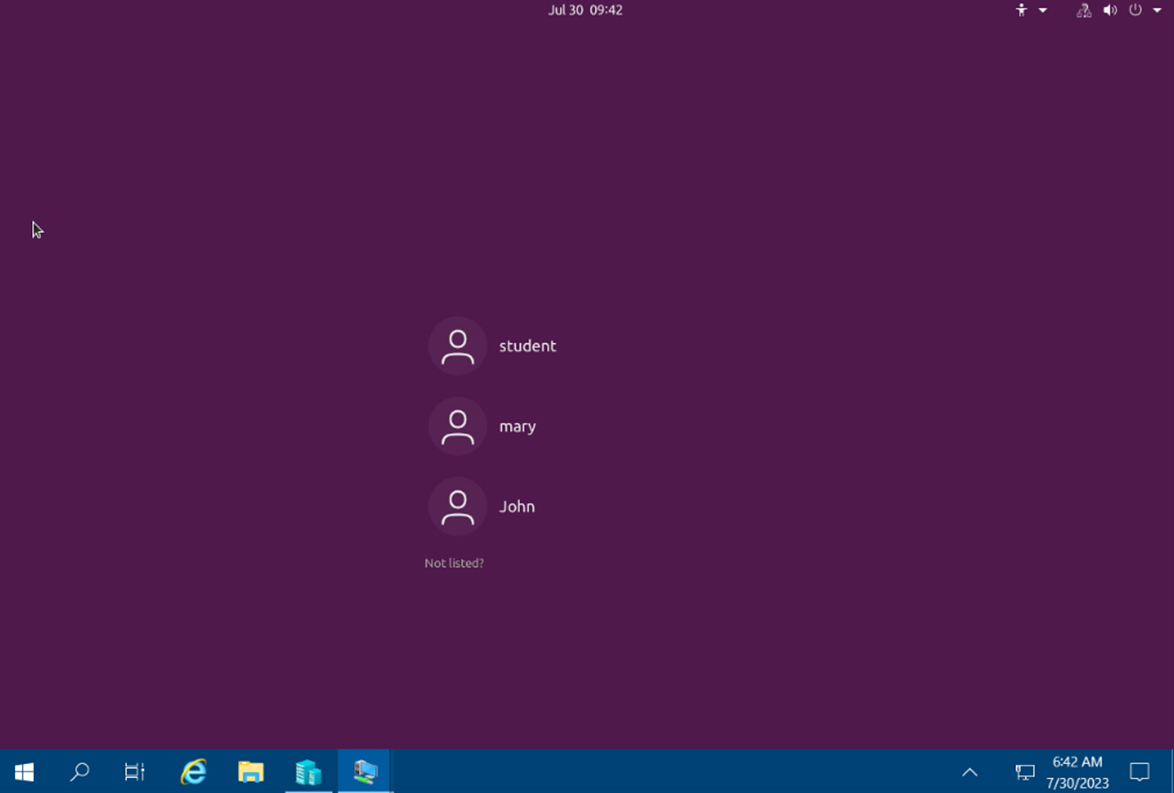 Jul 30 09:42
student
mary
John
Not listed?
6:42 AM
7/30/2023